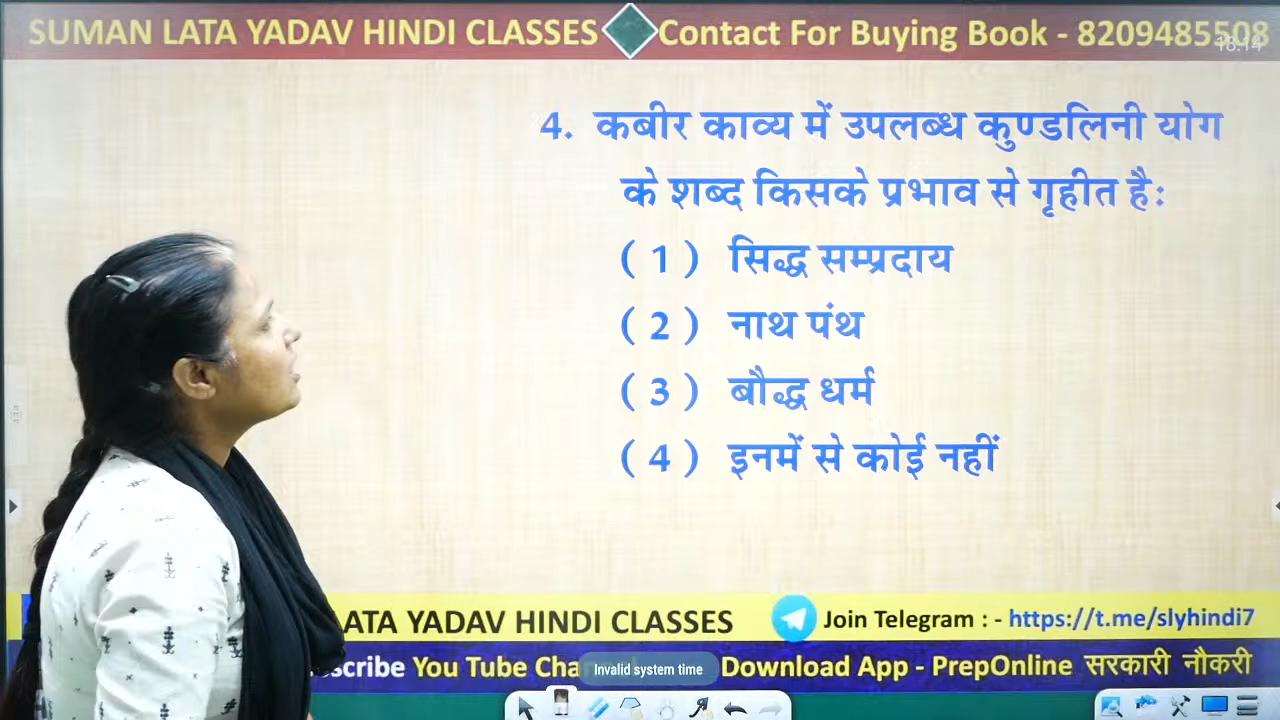 SUMAN LATA YADAV HINDI CLASSES Contact For Buying Book - 8209485508
18:14
4. कबीर काव्य में उपलब्ध कुण्डलिनी योग
के शब्द किसके प्रभाव से गृहीत है:
( 1 ) सिद्ध सम्प्रदाय
( 2 ) नाथ पंथ
( 3 ) बौद्ध धर्म
( 4 ) इनमें से कोई नहीं
ATA YADAV HINDI CLASSES Join Telegram : - https://t.me/slyhindi7
scribe You Tube Cha Invalid system time Download App - PrepOnline सरकारी नौकरी